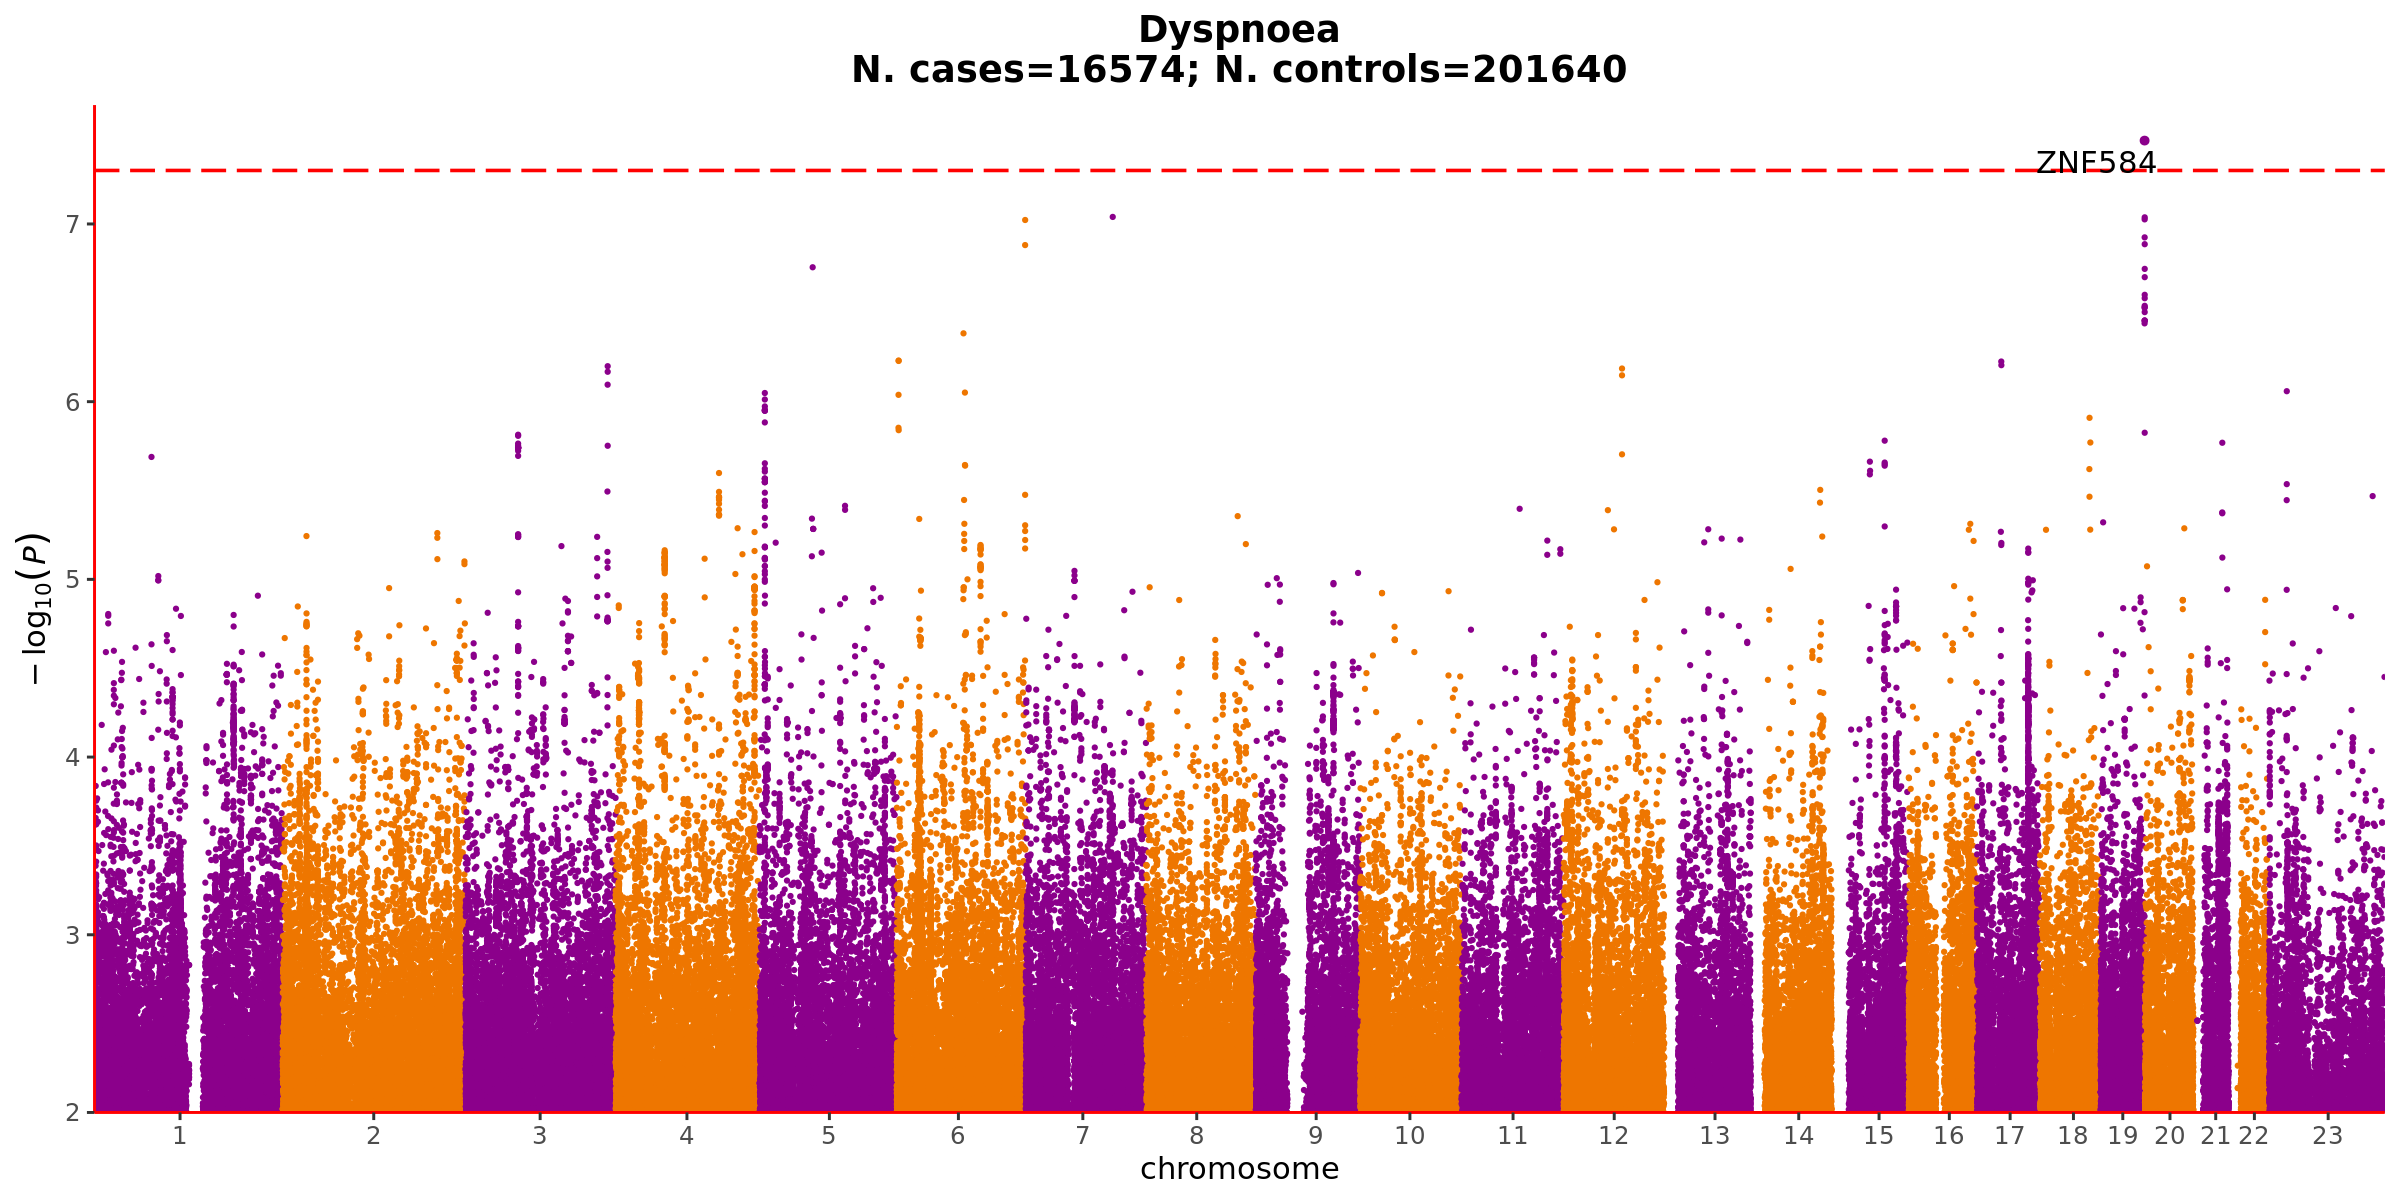 Dyspnoea
N. cases=16574; N. controls=201640
ZNF584
7
6
5
4
3
2
−log10(P)
1 2 3 4 5 6 7 8 9 10 11 12 13 14 15 16 17 18 19 20 21 22 23
chromosome